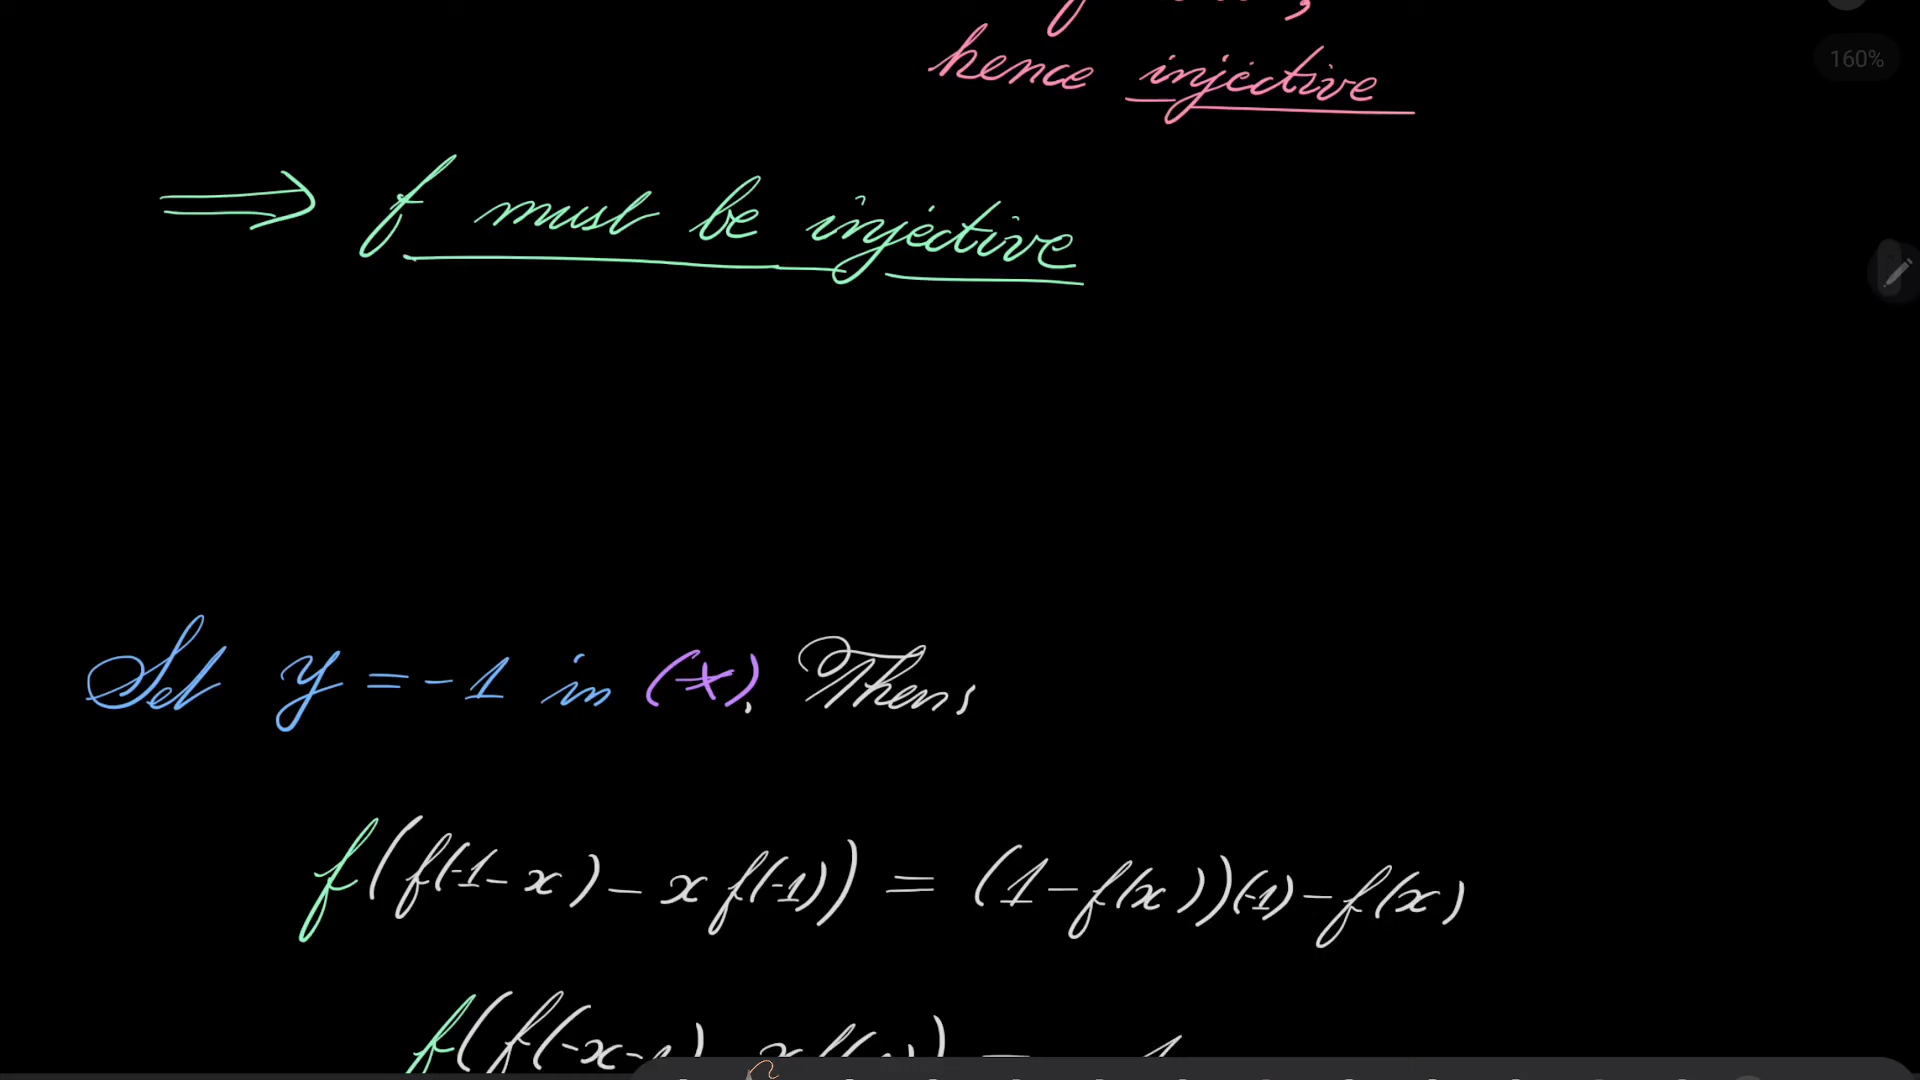 hence injective
160%
⟹ f must be injective
Set y = -1 in (*). Then,
f(f(-1-x) - x f(-1)) = (1 - f(x))(-1) - f(x)